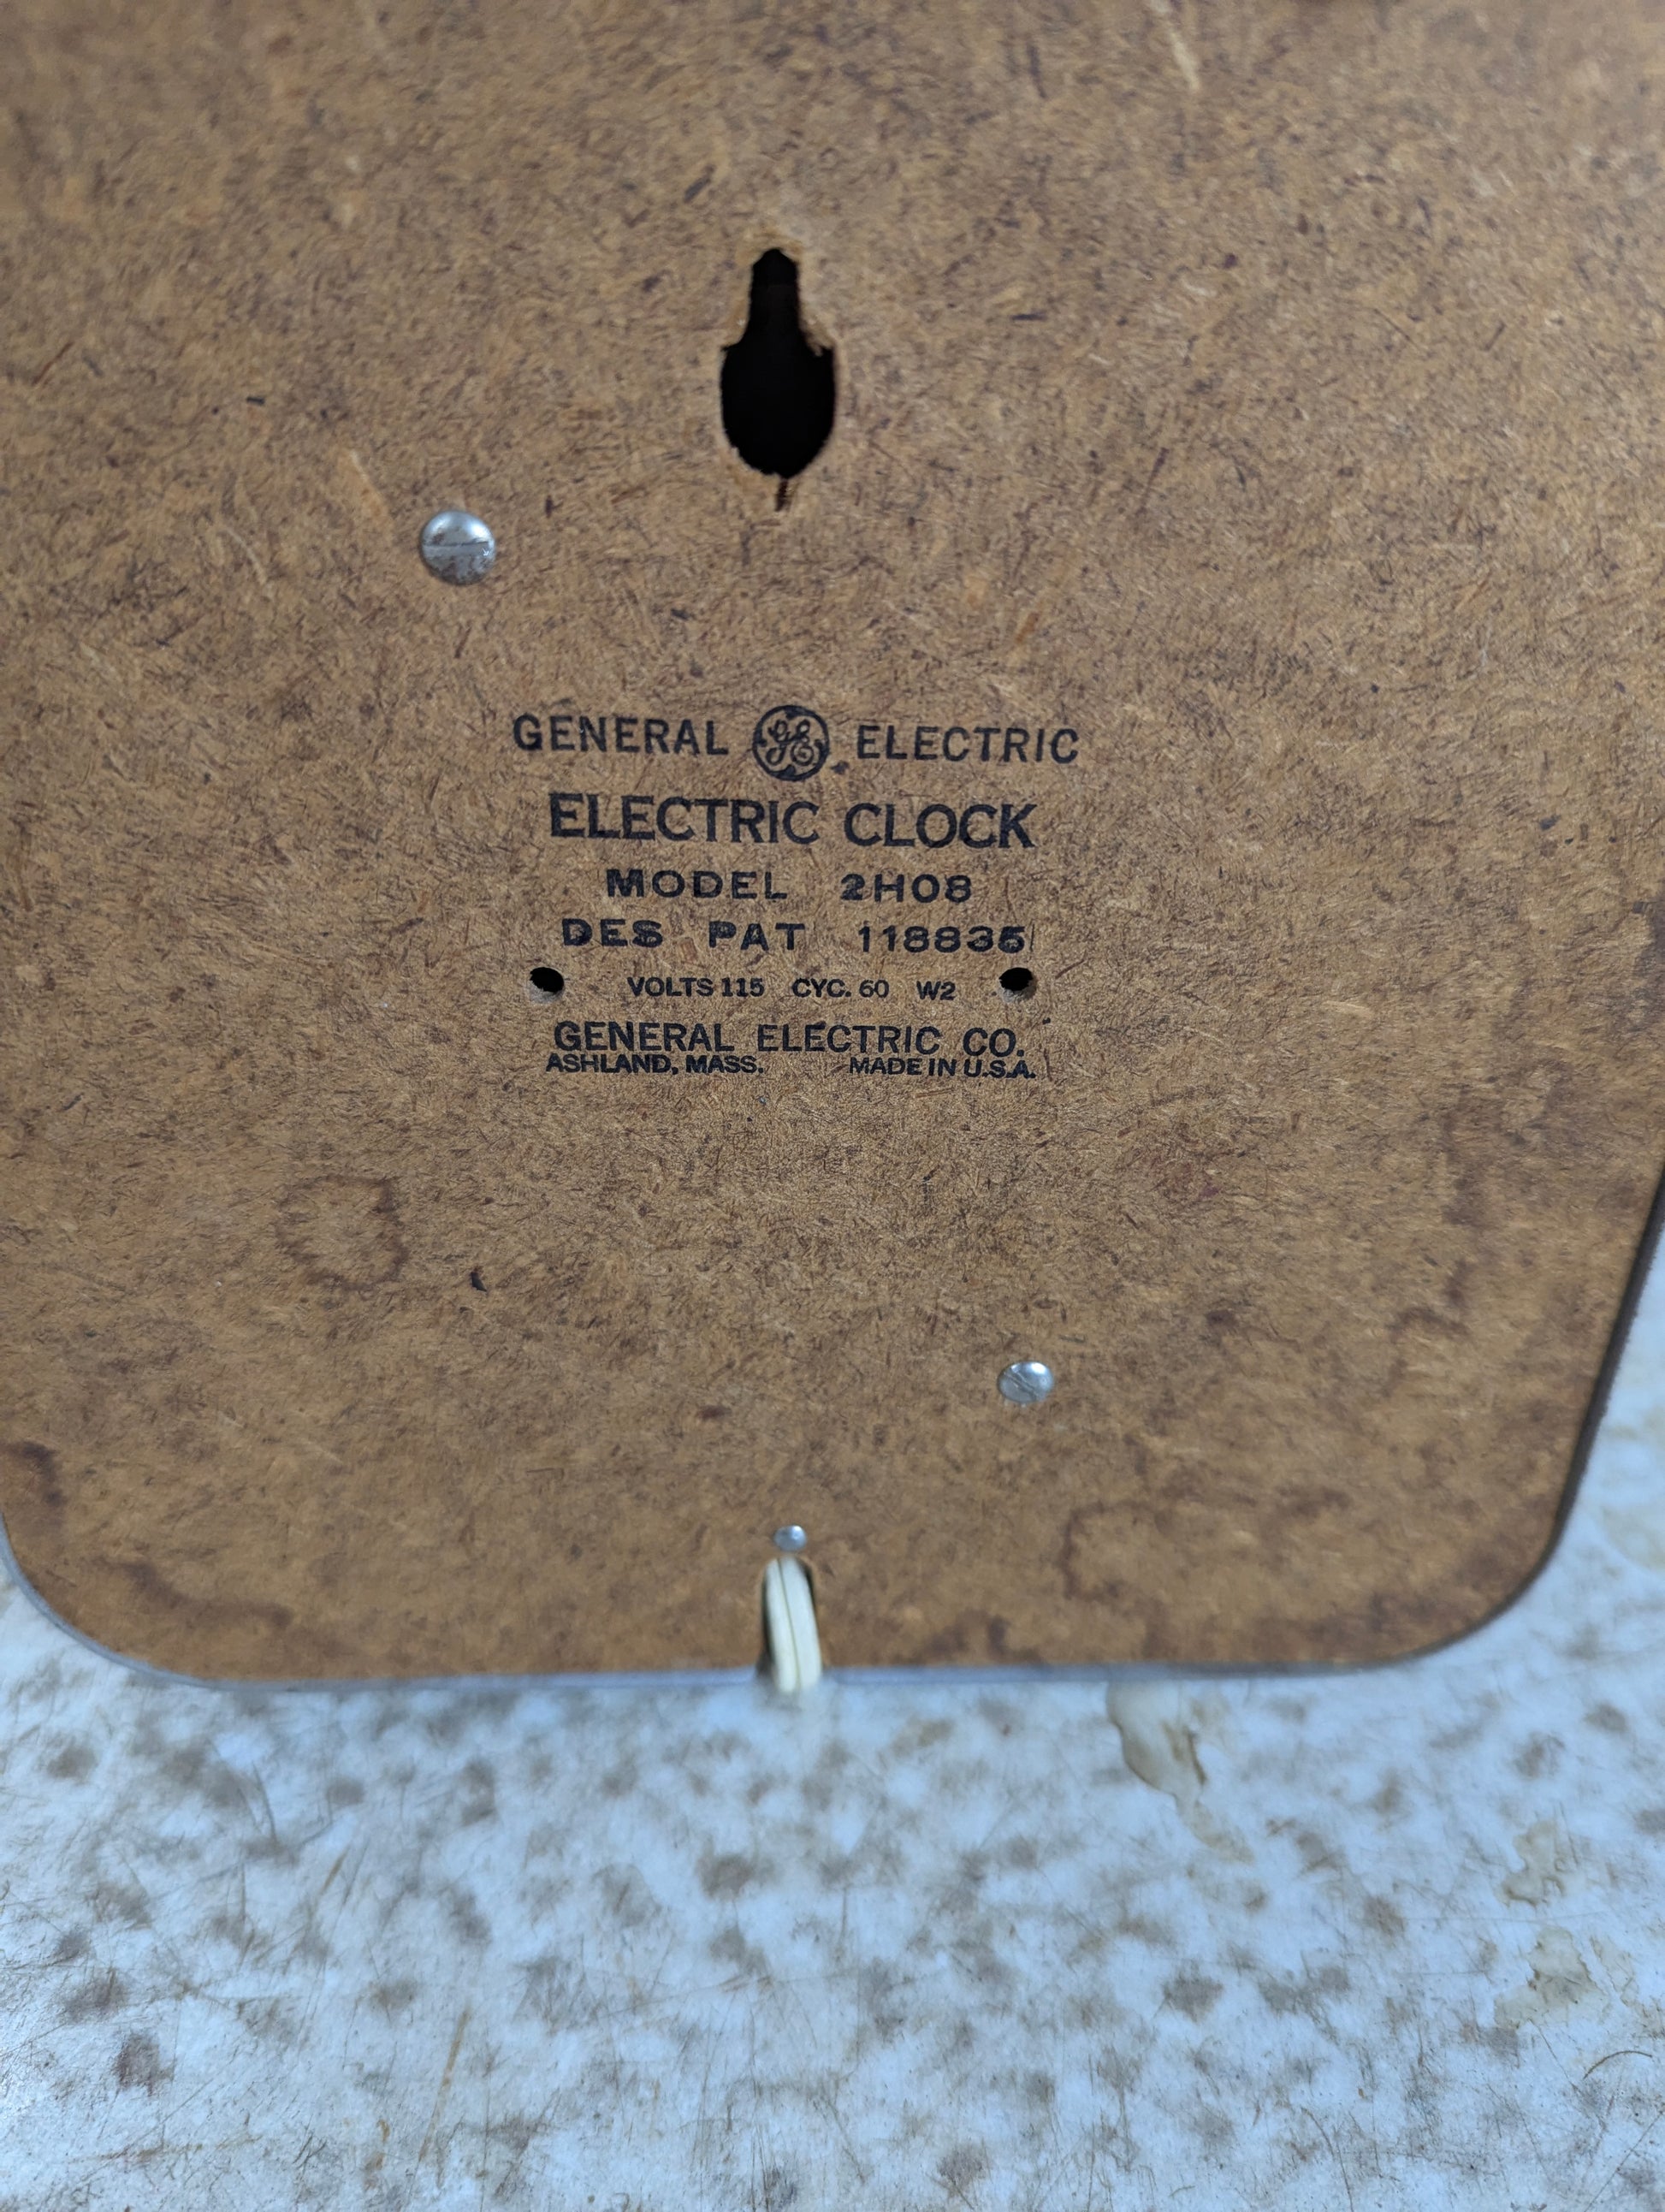 GENERAL GE ELECTRIC
ELECTRIC CLOCK
MODEL 2H08
DES PAT 118835
VOLTS 115 CYC. 60 W2
GENERAL ELECTRIC CO.
ASHLAND, MASS. MADE IN U.S.A.